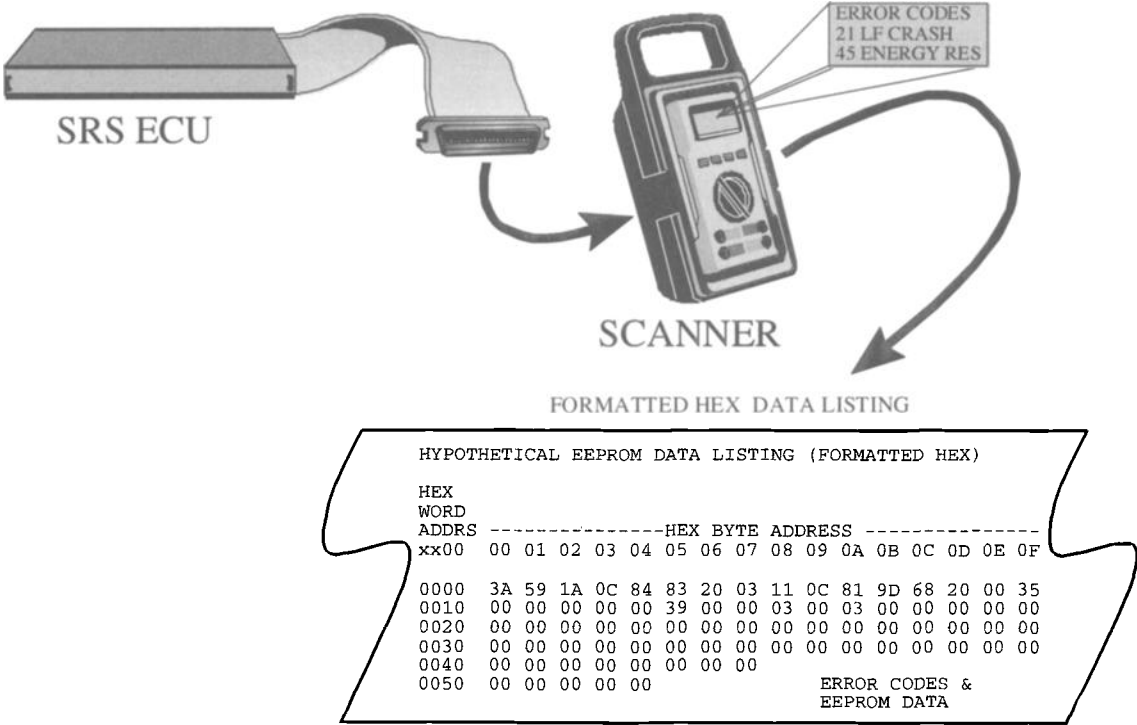 ERROR CODES
21 LF CRASH
45 ENERGY RES
SRS ECU
SCANNER
FORMATTED HEX DATA LISTING
HYPOTHETICAL EEPROM DATA LISTING (FORMATTED HEX)
HEX
WORD
ADDRS ---------------HEX BYTE ADDRESS ---------------
xx00 00 01 02 03 04 05 06 07 08 09 0A 0B 0C 0D 0E 0F
0000 3A 59 1A 0C 84 83 20 03 11 0C 81 9D 68 20 00 35
0010 00 00 00 00 00 39 00 00 03 00 03 00 00 00 00 00
0020 00 00 00 00 00 00 00 00 00 00 00 00 00 00 00 00
0030 00 00 00 00 00 00 00 00 00 00 00 00 00 00 00 00
0040 00 00 00 00 00 00 00 00
0050 00 00 00 00 00 ERROR CODES &
EEPROM DATA